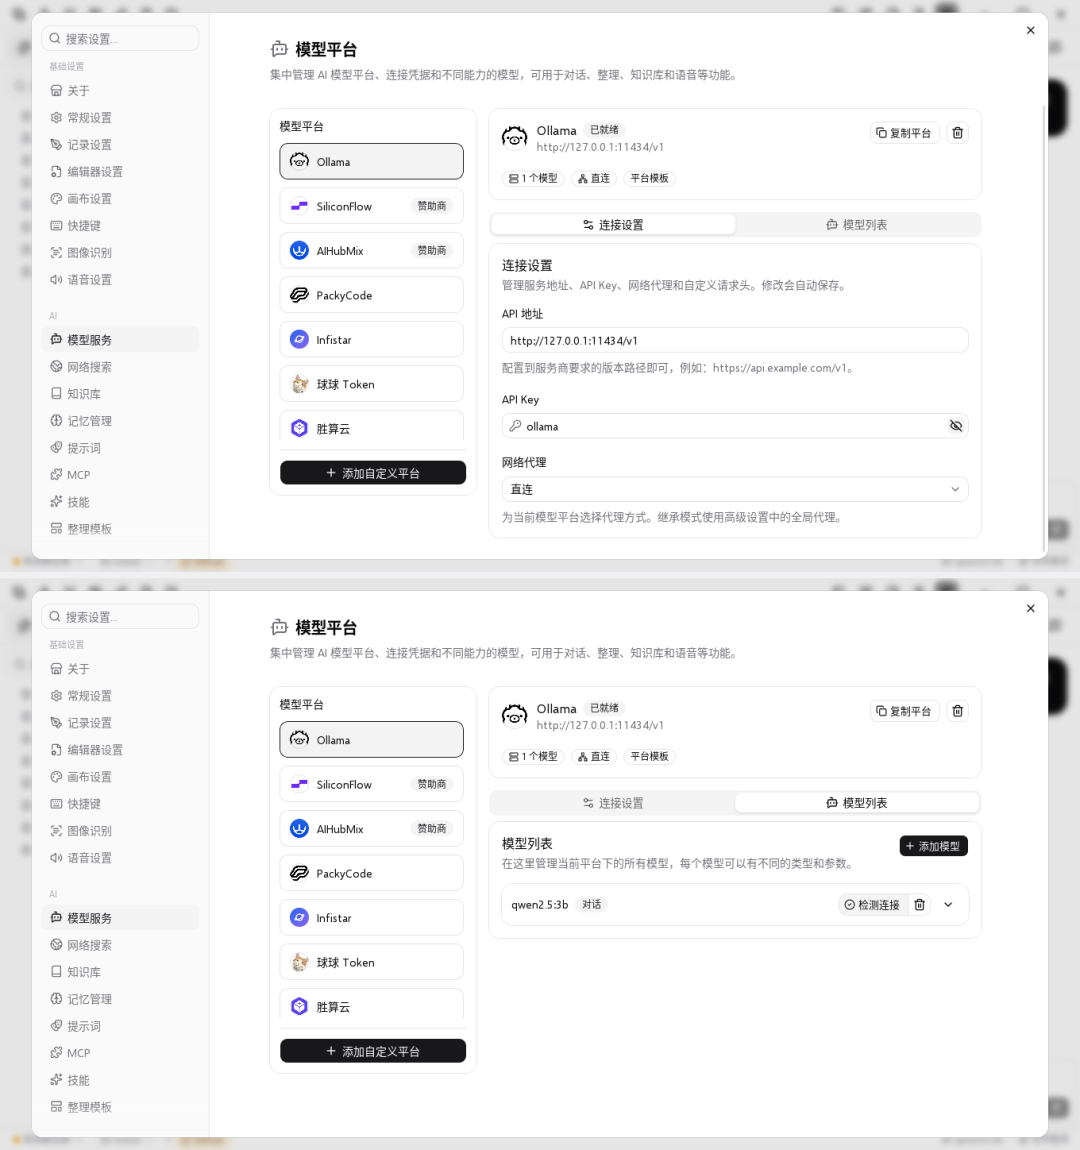 搜索设置...
基础设置
关于
常规设置
记录设置
编辑器设置
画布设置
快捷键
图像识别
语音设置
AI
模型服务
网络搜索
知识库
记忆管理
提示词
MCP
技能
整理模板
模型平台
集中管理 AI 模型平台、连接凭据和不同能力的模型，可用于对话、整理、知识库和语音等功能。
模型平台
Ollama
SiliconFlow 赞助商
AIHubMix 赞助商
PackyCode
Infistar
球球 Token
胜算云
添加自定义平台
Ollama 已就绪
http://127.0.0.1:11434/v1
复制平台
1 个模型 直连 平台模板
连接设置 模型列表
连接设置
管理服务地址、API Key、网络代理和自定义请求头。修改会自动保存。
API 地址
http://127.0.0.1:11434/v1
配置到服务商要求的版本路径即可，例如：https://api.example.com/v1。
API Key
ollama
网络代理
直连
为当前模型平台选择代理方式。继承模式使用高级设置中的全局代理。
搜索设置...
基础设置
关于
常规设置
记录设置
编辑器设置
画布设置
快捷键
图像识别
语音设置
AI
模型服务
网络搜索
知识库
记忆管理
提示词
MCP
技能
整理模板
模型平台
集中管理 AI 模型平台、连接凭据和不同能力的模型，可用于对话、整理、知识库和语音等功能。
模型平台
Ollama
SiliconFlow 赞助商
AIHubMix 赞助商
PackyCode
Infistar
球球 Token
胜算云
添加自定义平台
Ollama 已就绪
http://127.0.0.1:11434/v1
复制平台
1 个模型 直连 平台模板
连接设置 模型列表
模型列表
在这里管理当前平台下的所有模型，每个模型可以有不同的类型和参数。
添加模型
qwen2.5:3b 对话
检测连接